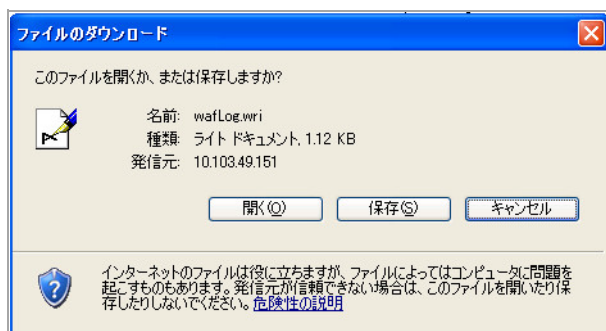 ファイルのダウンロード
このファイルを開くか、または保存しますか?
名前: wafLog.wri
種類: ライト ドキュメント, 1.12 KB
発信元: 10.103.49.151
開く(O) 保存(S) キャンセル
インターネットのファイルは役に立ちますが、ファイルによってはコンピュータに問題を
起こすものもあります。発信元が信頼できない場合は、このファイルを開いたり保
存したりしないでください。危険性の説明